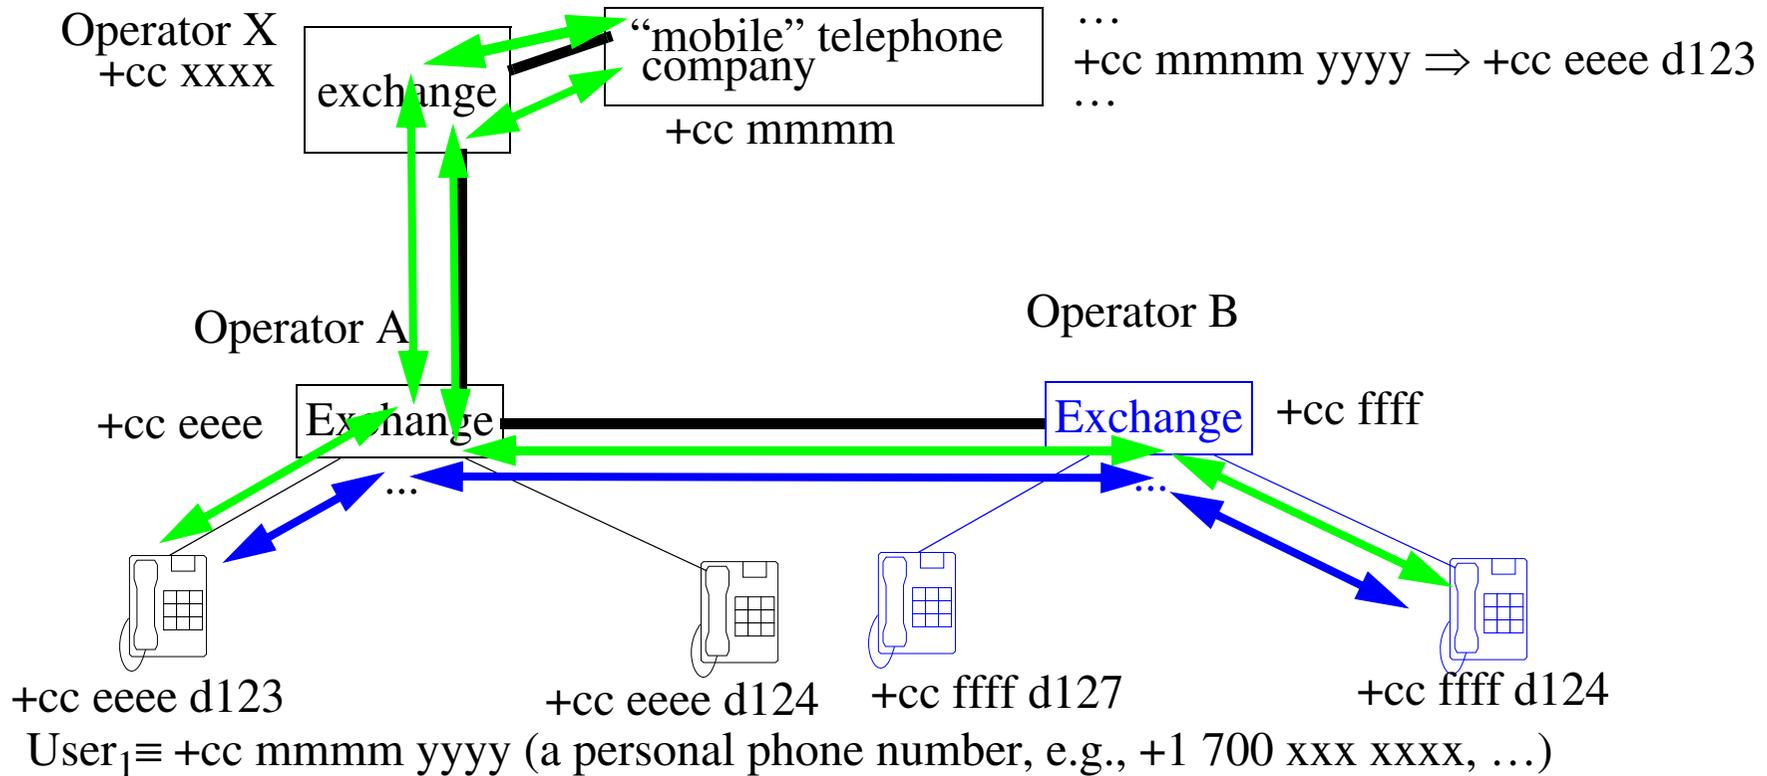 Operator X
+cc xxxx
exchange
“mobile” telephone
company
+cc mmmm
…
+cc mmmm yyyy ⇒ +cc eeee d123
…
Operator A
Operator B
+cc eeee
Exchange
Exchange
+cc ffff
...
...
+cc eeee d123
+cc eeee d124
+cc ffff d127
+cc ffff d124
User1≡ +cc mmmm yyyy (a personal phone number, e.g., +1 700 xxx xxxx, …)